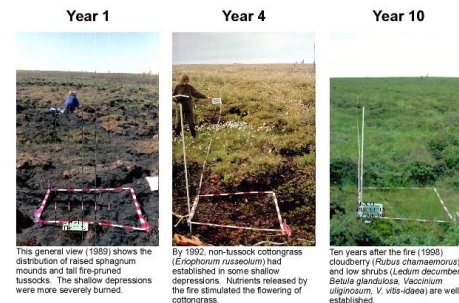 Year 1
Year 4
Year 10
This general view (1989) shows the
distribution of raised sphagnum
mounds and tall fire-pruned
tussocks. The shallow depressions
were more severely burned.
By 1992, non-tussock cottongrass
(Eriophorum russeolum) had
established in some shallow
depressions. Nutrients released by
the fire stimulated the flowering of
cottongrass.
Ten years after the fire (1998)
cloudberry (Rubus chamaemorus)
and low shrubs (Ledum decumbens,
Betula glandulosa, Vaccinium
uliginosum, V. vitis-idaea) are well
established.